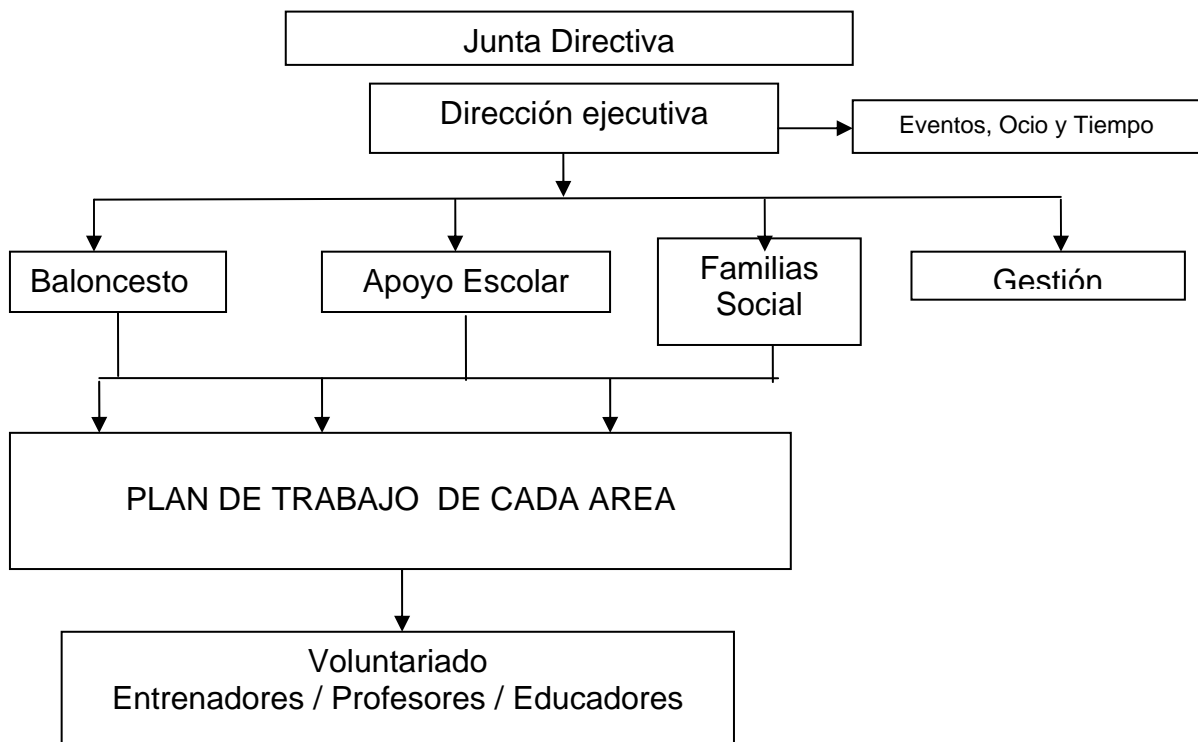 Junta Directiva
Dirección ejecutiva
Eventos, Ocio y Tiempo
Baloncesto
Apoyo Escolar
Familias
Social
Gestión
PLAN DE TRABAJO DE CADA AREA
Voluntariado
Entrenadores / Profesores / Educadores